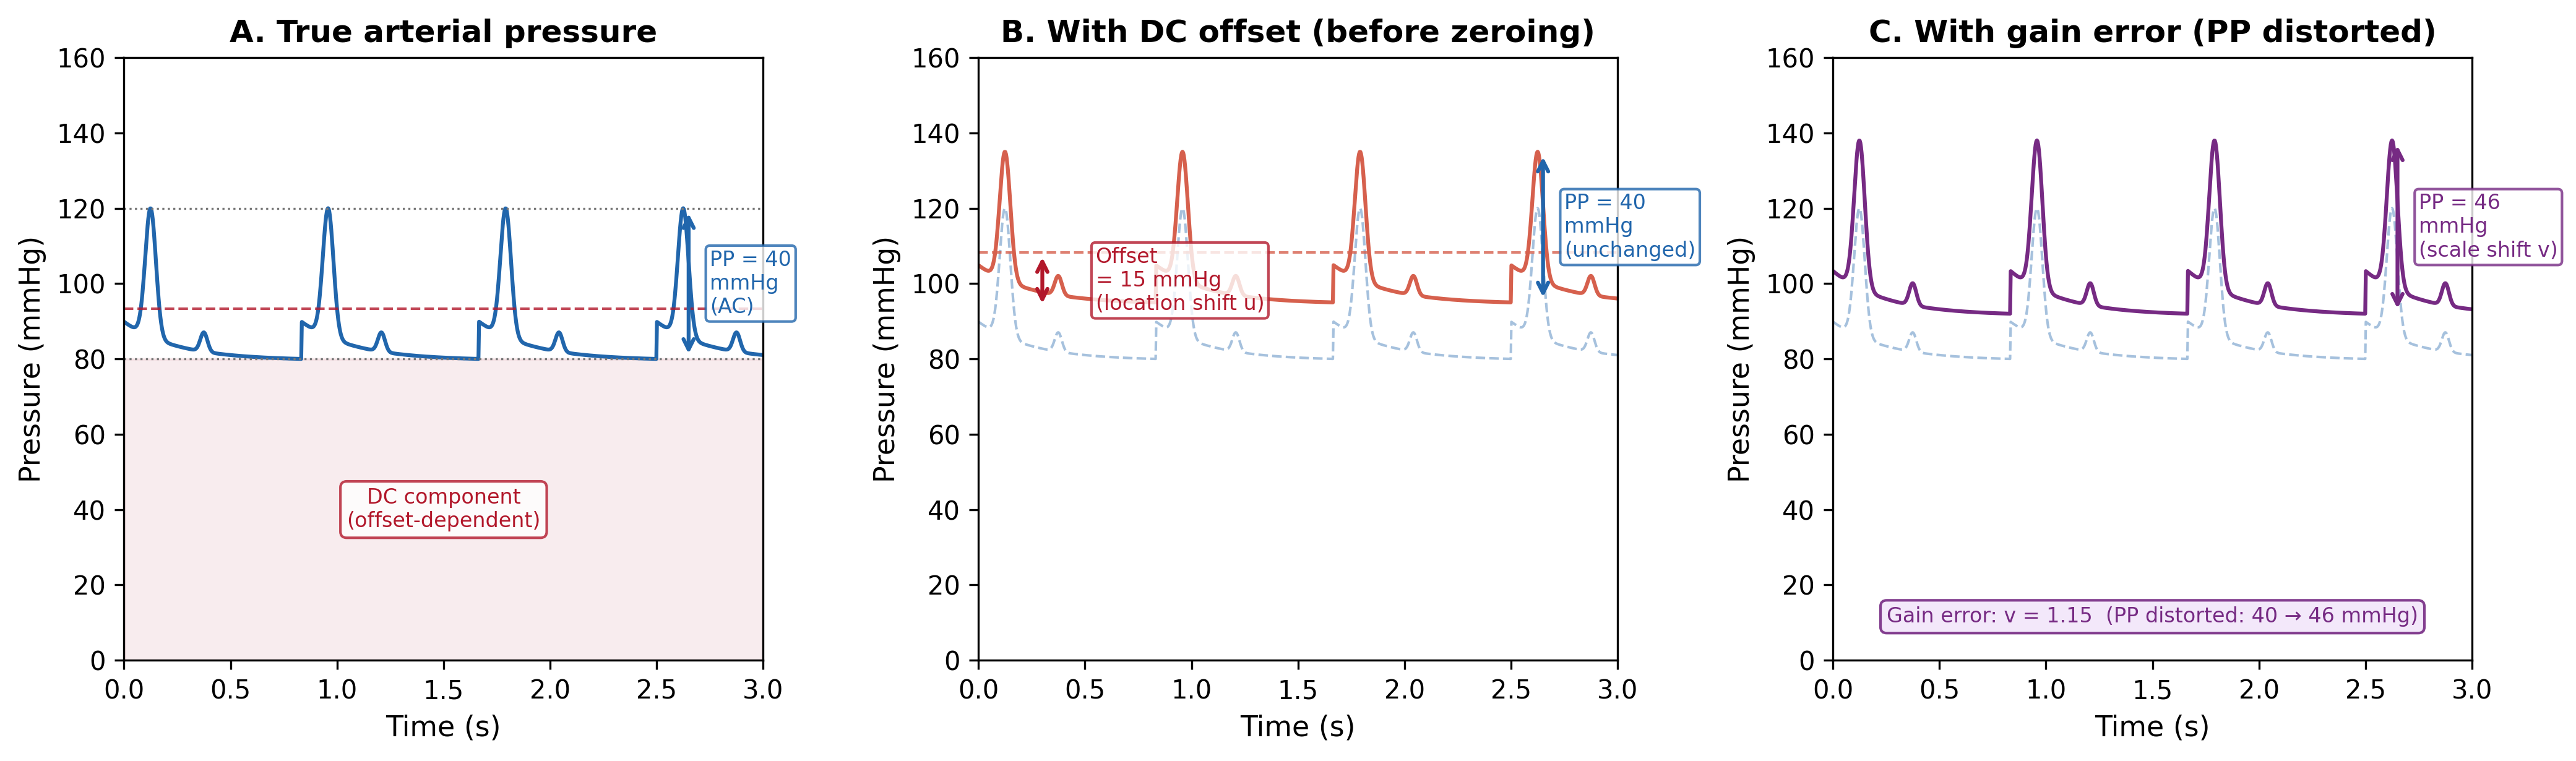 A. True arterial pressure
Pressure (mmHg)
160
140
120
100
80
60
40
20
0
PP = 40
mmHg
(AC)
DC component
(offset-dependent)
0.0 0.5 1.0 1.5 2.0 2.5 3.0
Time (s)
B. With DC offset (before zeroing)
Pressure (mmHg)
160
140
120
100
80
60
40
20
0
PP = 40
mmHg
(unchanged)
Offset
= 15 mmHg
(location shift u)
0.0 0.5 1.0 1.5 2.0 2.5 3.0
Time (s)
C. With gain error (PP distorted)
Pressure (mmHg)
160
140
120
100
80
60
40
20
0
PP = 46
mmHg
(scale shift v)
Gain error: v = 1.15  (PP distorted: 40 → 46 mmHg)
0.0 0.5 1.0 1.5 2.0 2.5 3.0
Time (s)